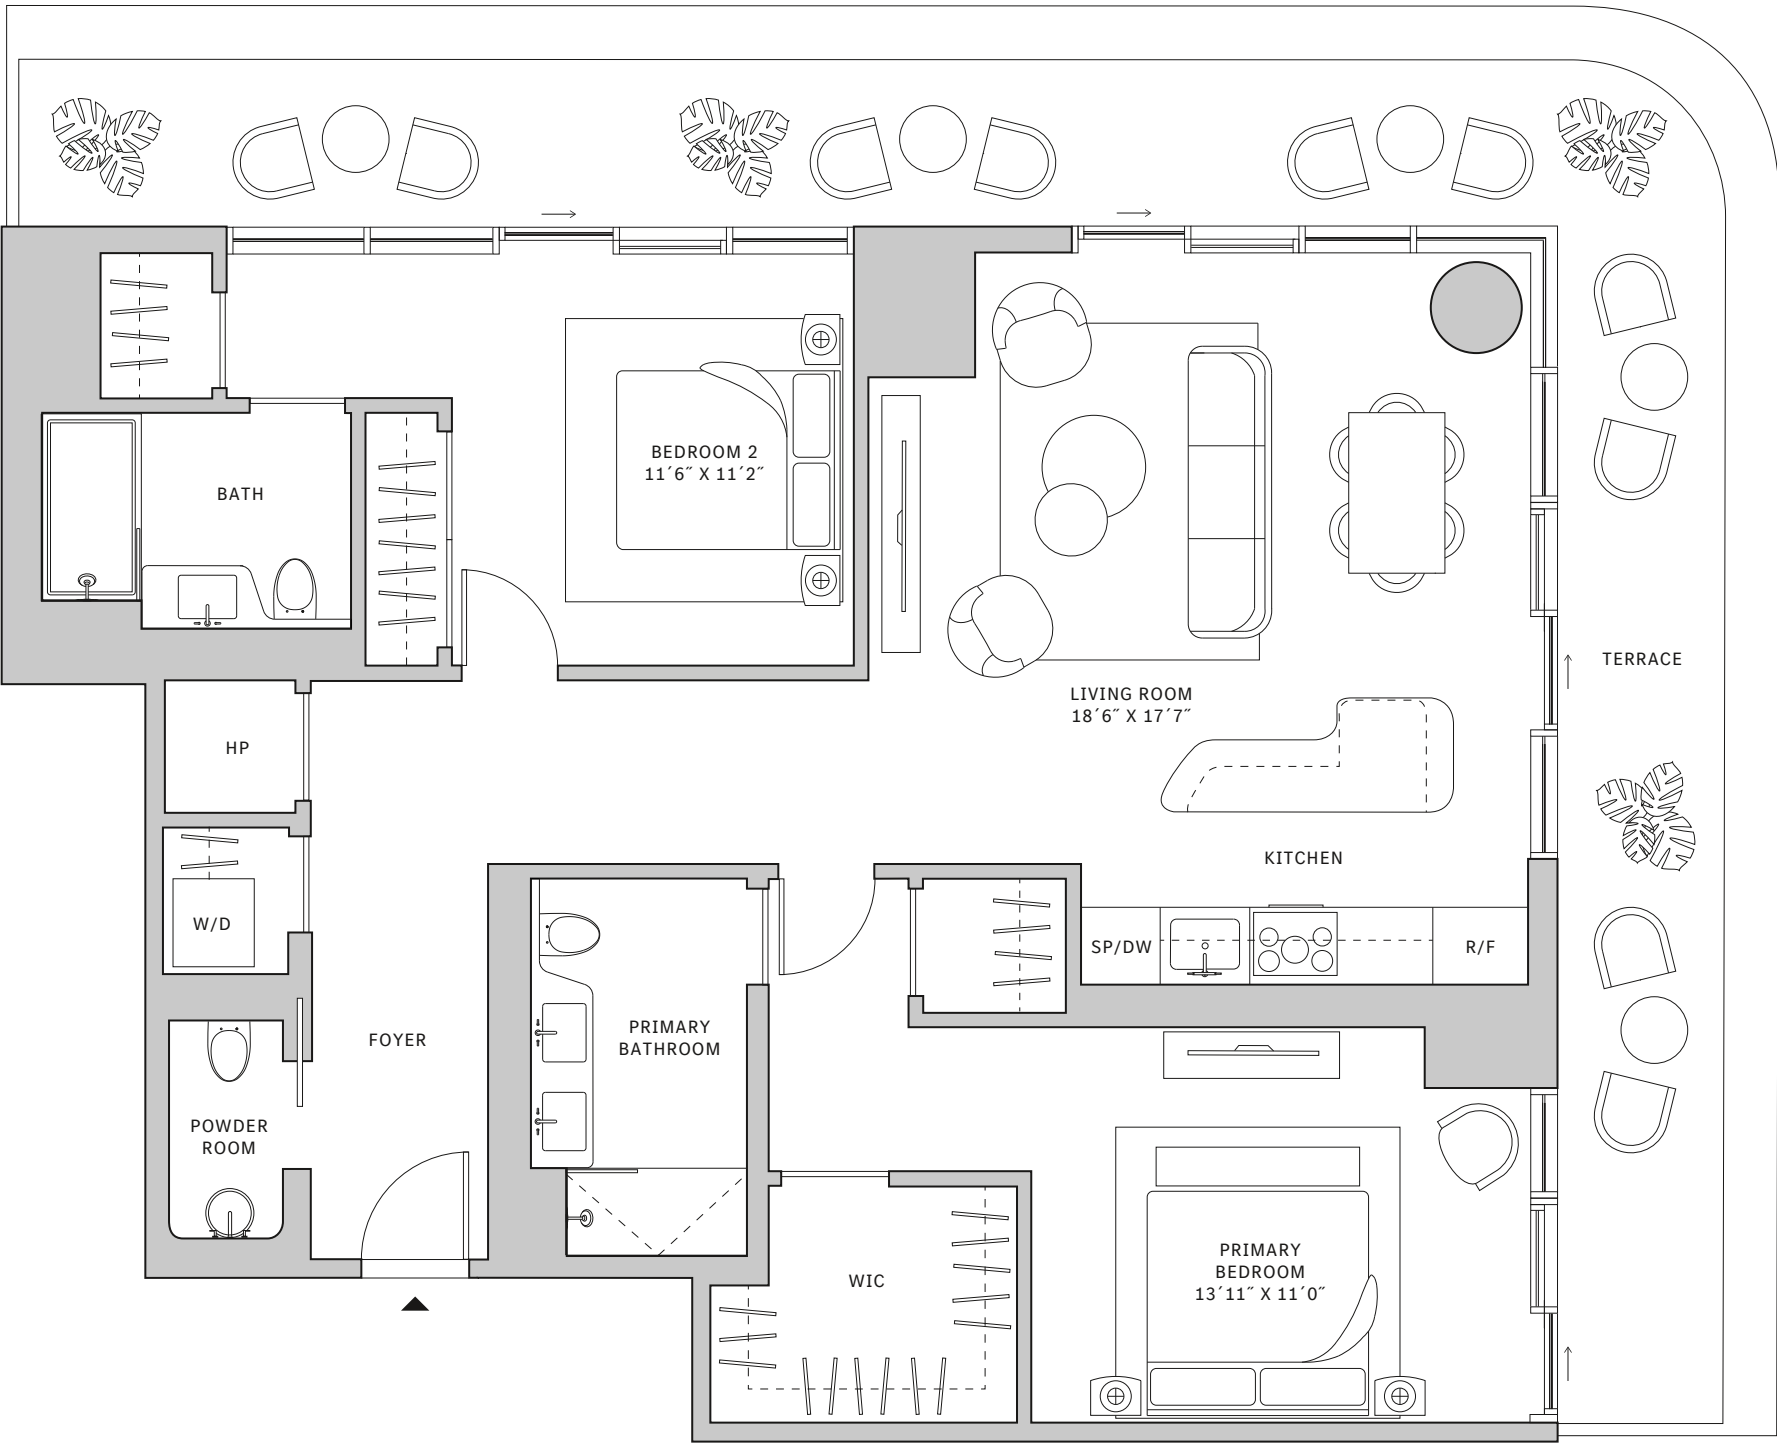 BEDROOM 2
11´6˝ X 11´2˝
BATH
TERRACE
LIVING ROOM
18´6˝ X 17´7˝
HP
KITCHEN
W/D
SP/DW
R/F
FOYER
PRIMARY
BATHROOM
POWDER
ROOM
WIC
PRIMARY
BEDROOM
13´11˝ X 11´0˝